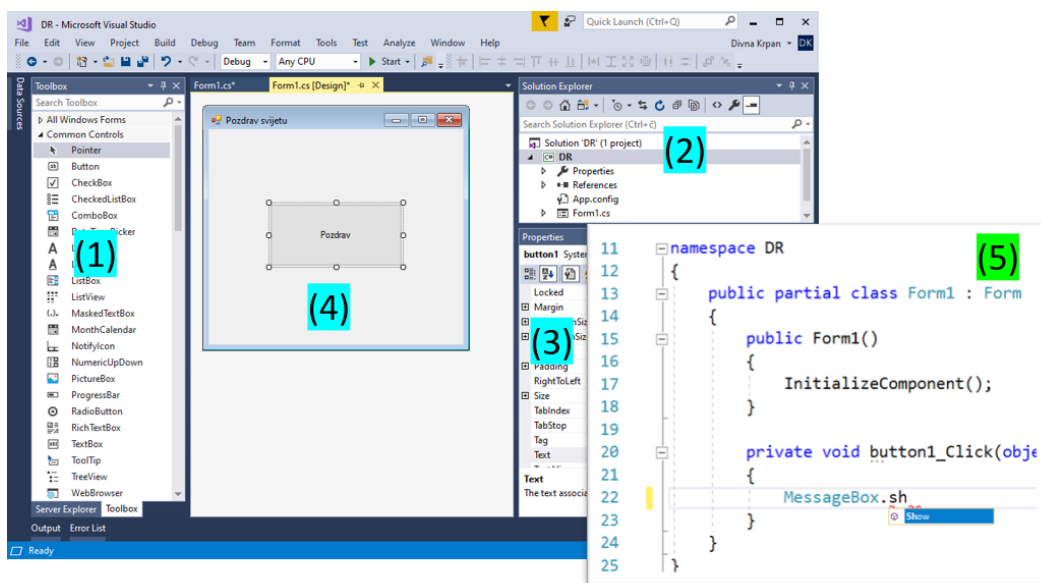 DR - Microsoft Visual Studio
Quick Launch (Ctrl+Q)
File Edit View Project Build Debug Team Format Tools Test Analyze Window Help
Divna Krpan DK
Debug Any CPU Start
Data Sources
Toolbox
Search Toolbox
All Windows Forms
Common Controls
Pointer
Button
CheckBox
CheckedListBox
ComboBox
Picker
(1)
ListBox
ListView
MaskedTextBox
MonthCalendar
NotifyIcon
NumericUpDown
PictureBox
ProgressBar
RadioButton
RichTextBox
TextBox
ToolTip
TreeView
WebBrowser
Server Explorer Toolbox
Output Error List
Ready
Form1.cs* Form1.cs [Design]*
Pozdrav svijetu
Pozdrav
(4)
Solution Explorer
Search Solution Explorer (Ctrl+č)
Solution 'DR' (1 project)
(2)
DR
Properties
References
App.config
Form1.cs
Properties
button1 System
Locked
Margin
(3)
Padding
RightToLeft
Size
TabIndex
TabStop
Tag
Text
Text
The text associa
(5)
11 namespace DR
12 {
13 public partial class Form1 : Form
14 {
15 public Form1()
16 {
17 InitializeComponent();
18 }
19
20 private void button1_Click(obje
21 {
22 MessageBox.sh
Show
23 }
24 }
25 }